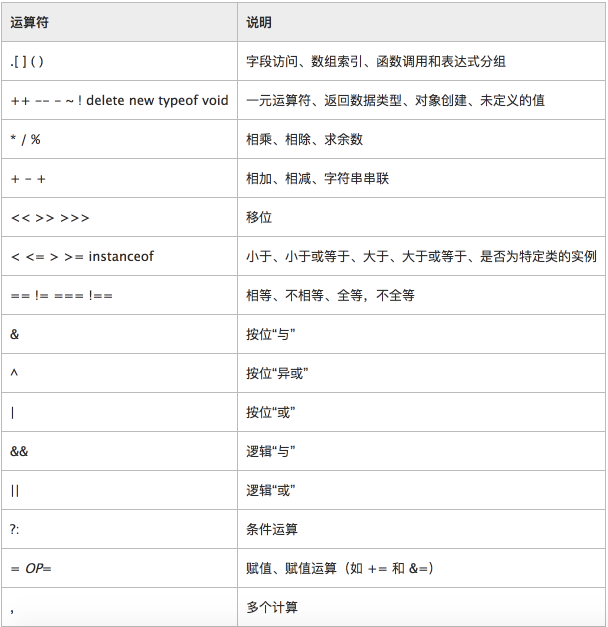 运算符 说明
.[ ] ( ) 字段访问、数组索引、函数调用和表达式分组
++ -- - ~ ! delete new typeof void 一元运算符、返回数据类型、对象创建、未定义的值
* / % 相乘、相除、求余数
+ - + 相加、相减、字符串串联
<< >> >>> 移位
< <= > >= instanceof 小于、小于或等于、大于、大于或等于、是否为特定类的实例
== != === !== 相等、不相等、全等，不全等
& 按位“与”
^ 按位“异或”
| 按位“或”
&& 逻辑“与”
|| 逻辑“或”
?: 条件运算
= OP= 赋值、赋值运算（如 += 和 &=）
, 多个计算